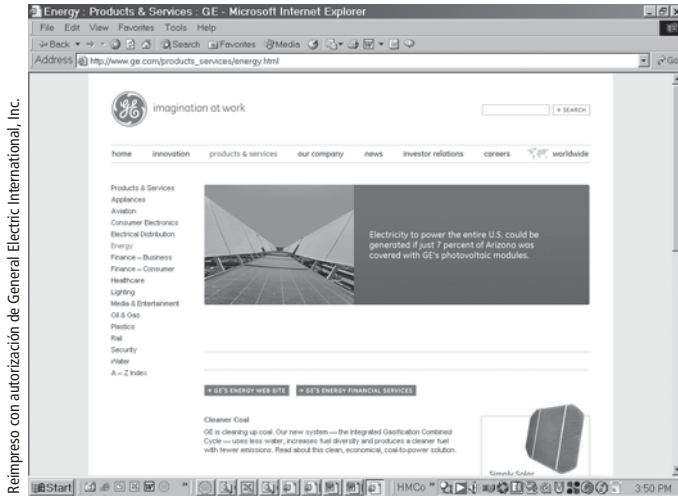 Energy : Products & Services : GE - Microsoft Internet Explorer
File Edit View Favorites Tools Help
Back Search Favorites Media
Address http://www.ge.com/products_services/energy.html Go
imagination at work
+ SEARCH
home innovation products & services our company news investor relations careers worldwide
Products & Services
Appliances
Aviation
Consumer Electronics
Electrical Distribution
Energy
Finance – Business
Finance – Consumer
Healthcare
Lighting
Media & Entertainment
Oil & Gas
Plastics
Rail
Security
Water
A – Z Index
Electricity to power the entire U.S. could be
generated if just 7 percent of Arizona was
covered with GE's photovoltaic modules.
+ GE'S ENERGY WEB SITE + GE'S ENERGY FINANCIAL SERVICES
Cleaner Coal
GE is cleaning up coal. Our new system — the Integrated Gasification Combined
Cycle — uses less water, increases fuel diversity and produces a cleaner fuel
with fewer emissions. Read about this clean, economical, coal-to-power solution.
Simply Solar
Start HMCo 3:50 PM
Reimpreso con autorización de General Electric International, Inc.